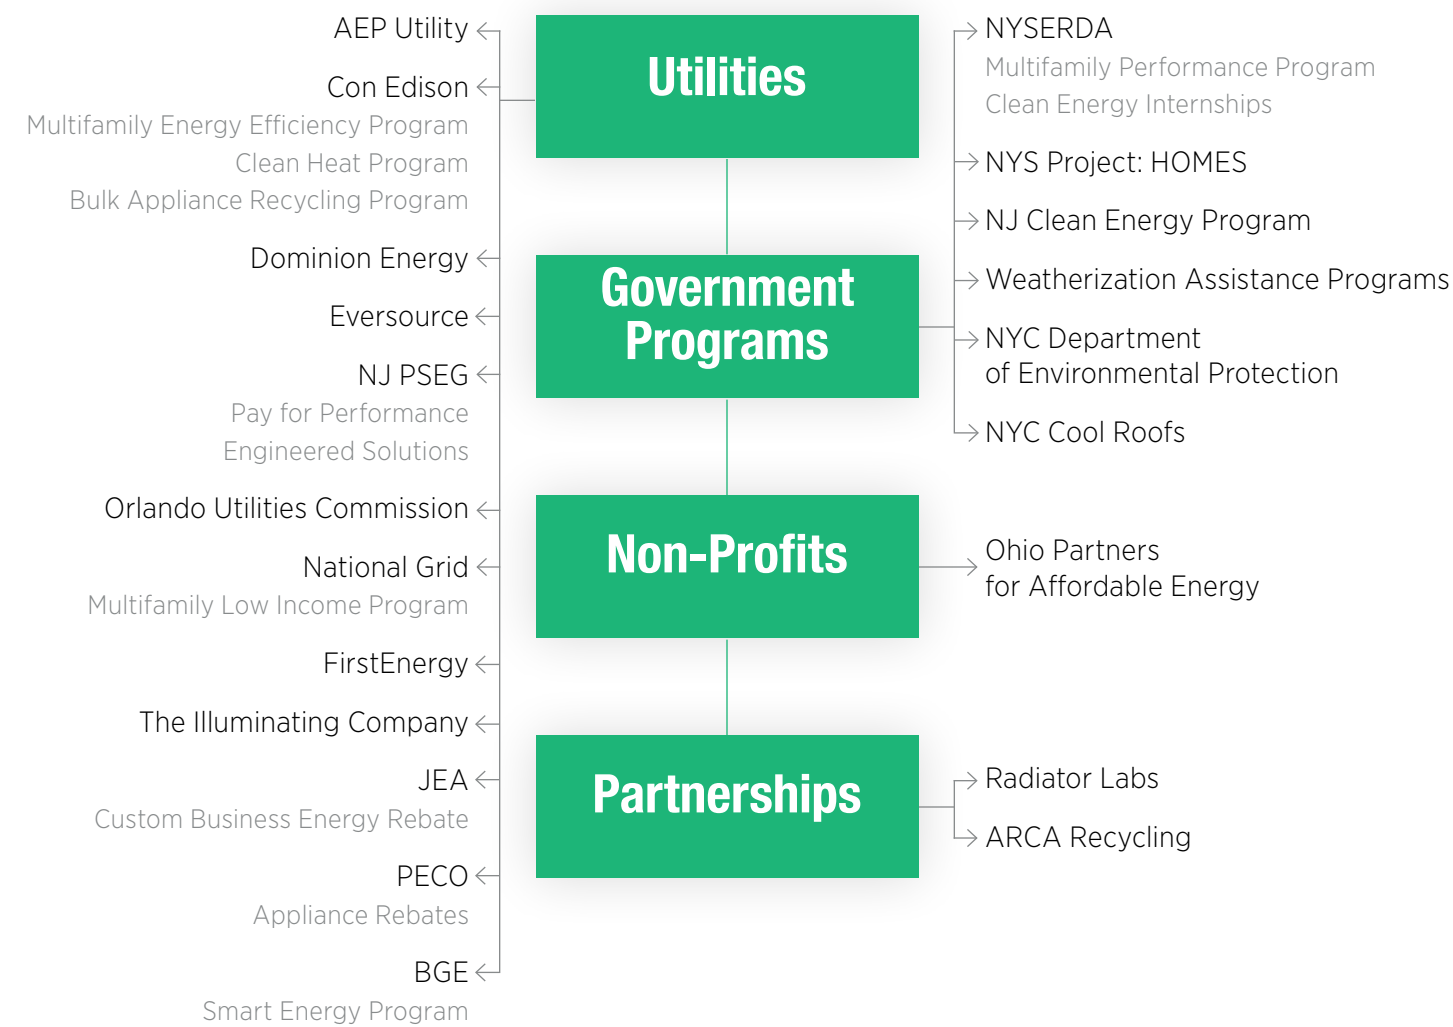 Utilities
AEP Utility
Con Edison
Multifamily Energy Efficiency Program
Clean Heat Program
Bulk Appliance Recycling Program
Dominion Energy
Eversource
NJ PSEG
Pay for Performance
Engineered Solutions
Orlando Utilities Commission
National Grid
Multifamily Low Income Program
FirstEnergy
The Illuminating Company
JEA
Custom Business Energy Rebate
PECO
Appliance Rebates
BGE
Smart Energy Program
Government
Programs
NYSERDA
Multifamily Performance Program
Clean Energy Internships
NYS Project: HOMES
NJ Clean Energy Program
Weatherization Assistance Programs
NYC Department
of Environmental Protection
NYC Cool Roofs
Non-Profits
Ohio Partners
for Affordable Energy
Partnerships
Radiator Labs
ARCA Recycling